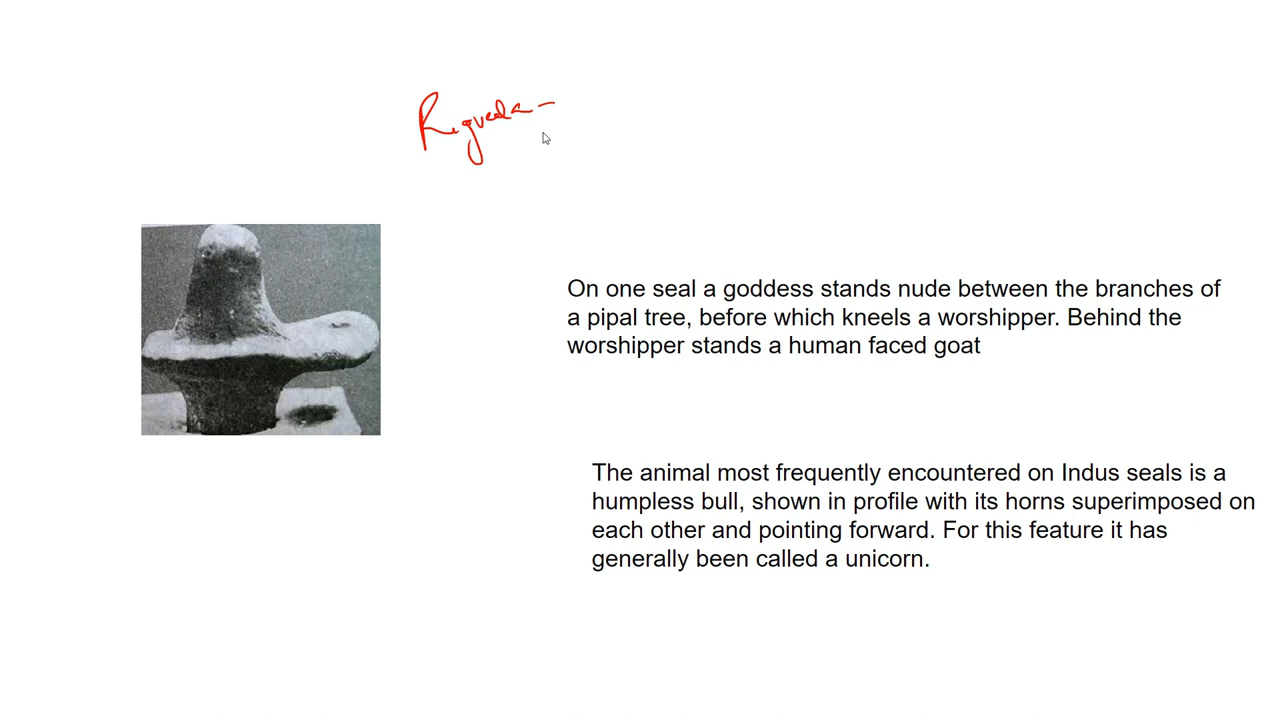 Rigveda -
On one seal a goddess stands nude between the branches of
a pipal tree, before which kneels a worshipper. Behind the
worshipper stands a human faced goat
The animal most frequently encountered on Indus seals is a
humpless bull, shown in profile with its horns superimposed on
each other and pointing forward. For this feature it has
generally been called a unicorn.